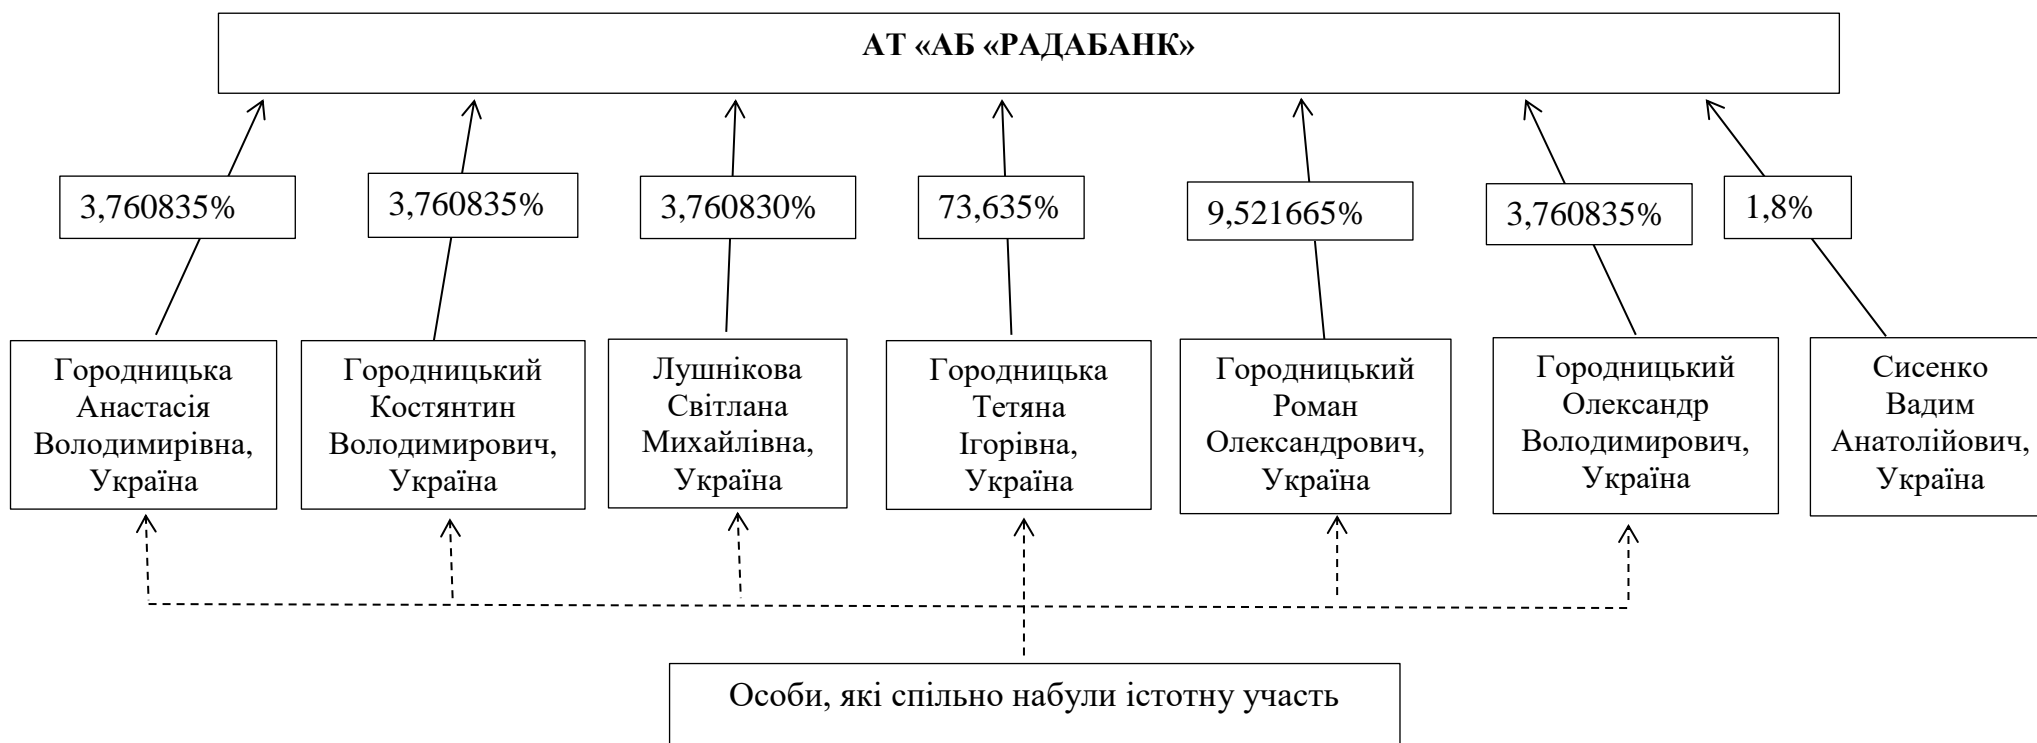 АТ «АБ «РАДАБАНК»
3,760835%
3,760835%
3,760830%
73,635%
9,521665%
3,760835%
1,8%
Городницька
Анастасія
Володимирівна,
Україна
Городницький
Костянтин
Володимирович,
Україна
Лушнікова
Світлана
Михайлівна,
Україна
Городницька
Тетяна
Ігорівна,
Україна
Городницький
Роман
Олександрович,
Україна
Городницький
Олександр
Володимирович,
Україна
Сисенко
Вадим
Анатолійович,
Україна
Особи, які спільно набули істотну участь